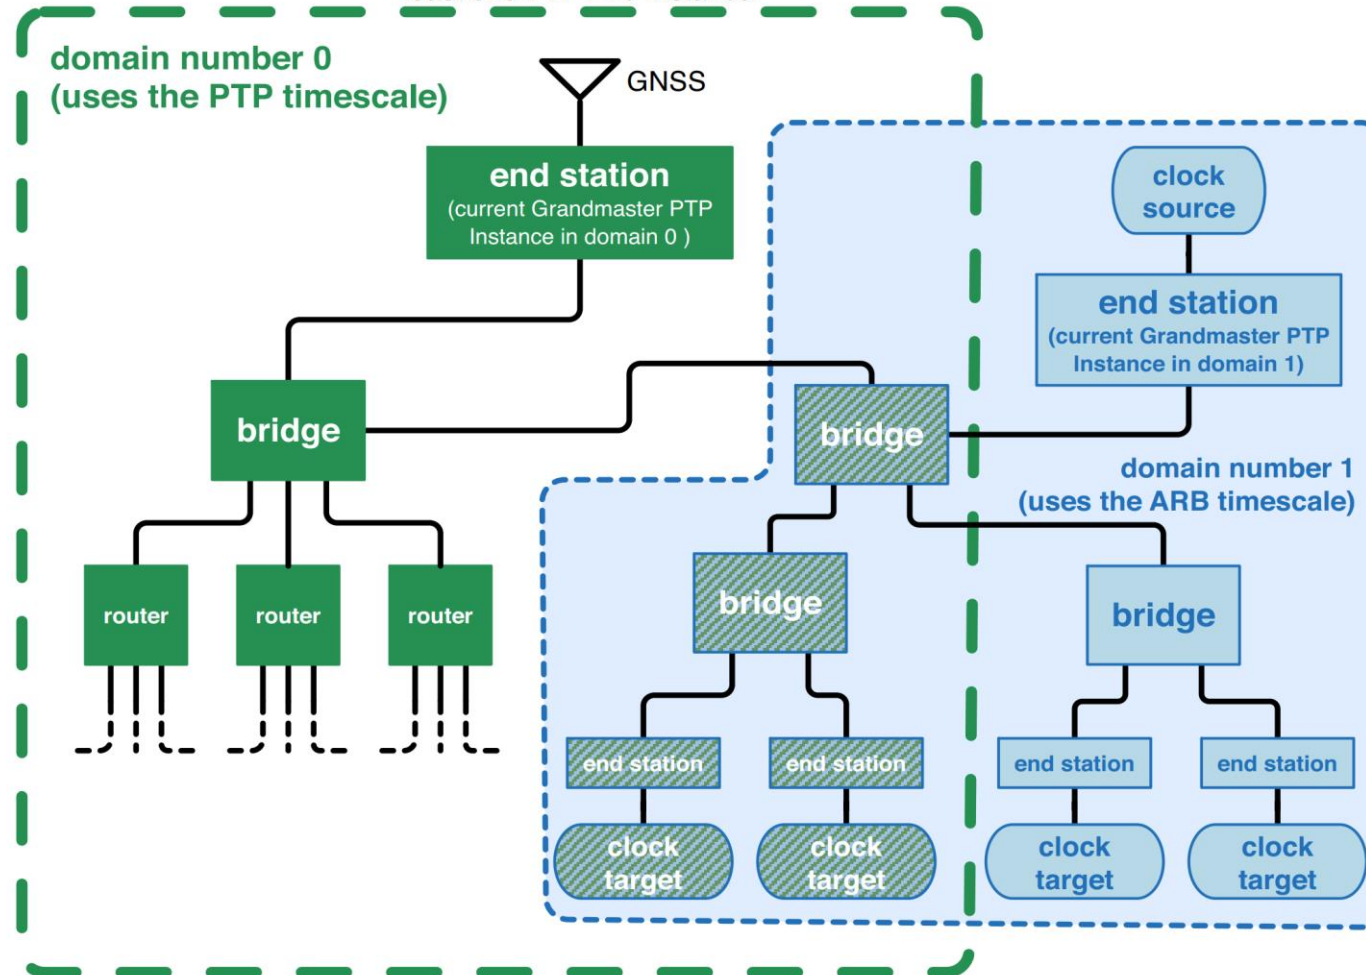 domain number 0
(uses the PTP timescale)
GNSS
end station
(current Grandmaster PTP
Instance in domain 0 )
clock
source
end station
(current Grandmaster PTP
Instance in domain 1)
bridge
bridge
domain number 1
(uses the ARB timescale)
router
router
router
bridge
bridge
end station
end station
end station
end station
clock
target
clock
target
clock
target
clock
target